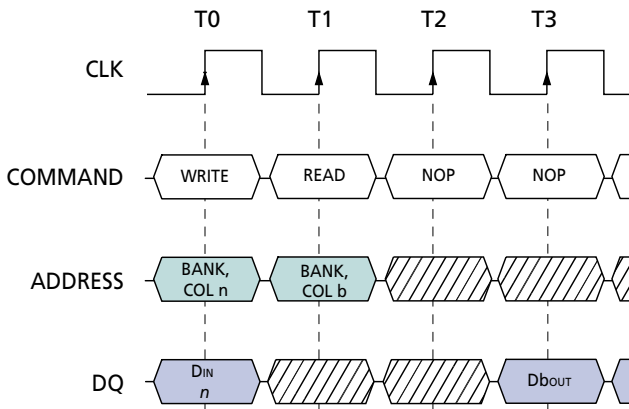 T0 T1 T2 T3
CLK
COMMAND WRITE READ NOP NOP
ADDRESS BANK, COL n BANK, COL b
DQ DIN n DbOUT